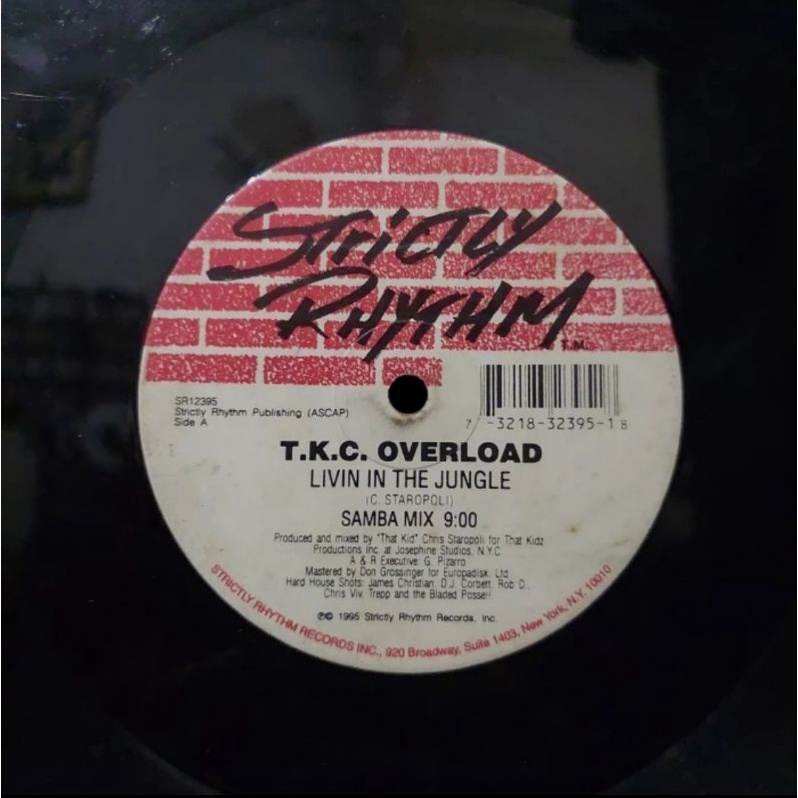 STRICTLY
RHYTHM
T.M.
SR12395
Strictly Rhythm Publishing (ASCAP)
Side A
7 -3218-32395-1 8
T.K.C. OVERLOAD
LIVIN IN THE JUNGLE
(C. STAROPOLI)
SAMBA MIX 9:00
Produced and mixed by "That Kid" Chris Staropoli for That Kidz
Productions Inc. at Josephine Studios, N.Y.C.
A & R Executive: G. Pizarro
Mastered by Don Grossinger for Europadisk, Ltd.
Hard House Shots: James Christian, D.J. Corbett, Rob D.,
Chris Viv, Trepp and the Bladed Posse!!
℗© 1995 Strictly Rhythm Records, Inc.
STRICTLY RHYTHM RECORDS INC., 920 Broadway, Suite 1403, New York, N.Y. 10010